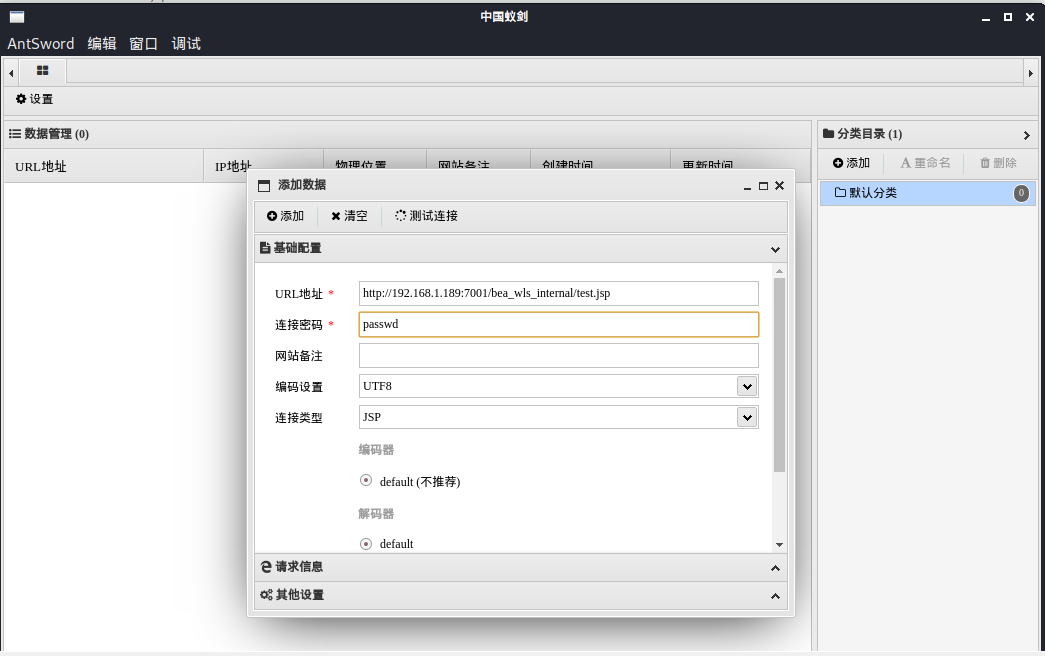 中国蚁剑
AntSword 编辑 窗口 调试
设置
数据管理 (0)
分类目录 (1)
URL地址 IP地址 物理位置 网站备注 创建时间 更新时间
添加 重命名 删除
默认分类 0
添加数据
添加 清空 测试连接
基础配置
URL地址 * http://192.168.1.189:7001/bea_wls_internal/test.jsp
连接密码 * passwd
网站备注
编码设置 UTF8
连接类型 JSP
编码器
default (不推荐)
解码器
default
请求信息
其他设置